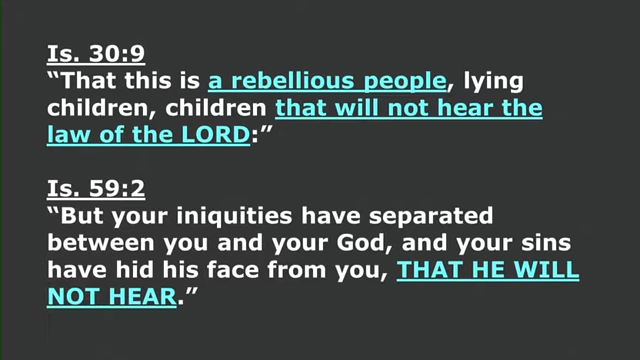 Is. 30:9
“That this is a rebellious people, lying
children, children that will not hear the
law of the LORD:”
Is. 59:2
“But your iniquities have separated
between you and your God, and your sins
have hid his face from you, THAT HE WILL
NOT HEAR.”